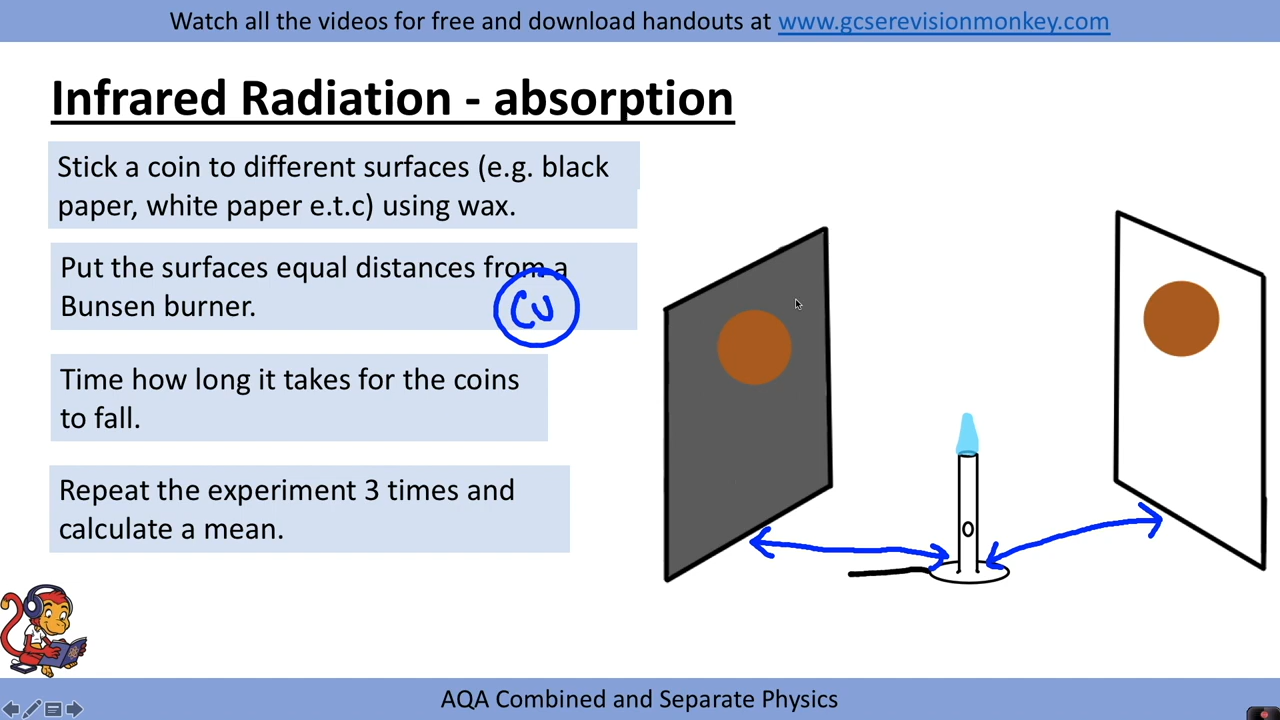 Watch all the videos for free and download handouts at www.gcserevisionmonkey.com
Infrared Radiation - absorption
Stick a coin to different surfaces (e.g. black
paper, white paper e.t.c) using wax.
Put the surfaces equal distances from a
Bunsen burner.
CU
Time how long it takes for the coins
to fall.
Repeat the experiment 3 times and
calculate a mean.
AQA Combined and Separate Physics